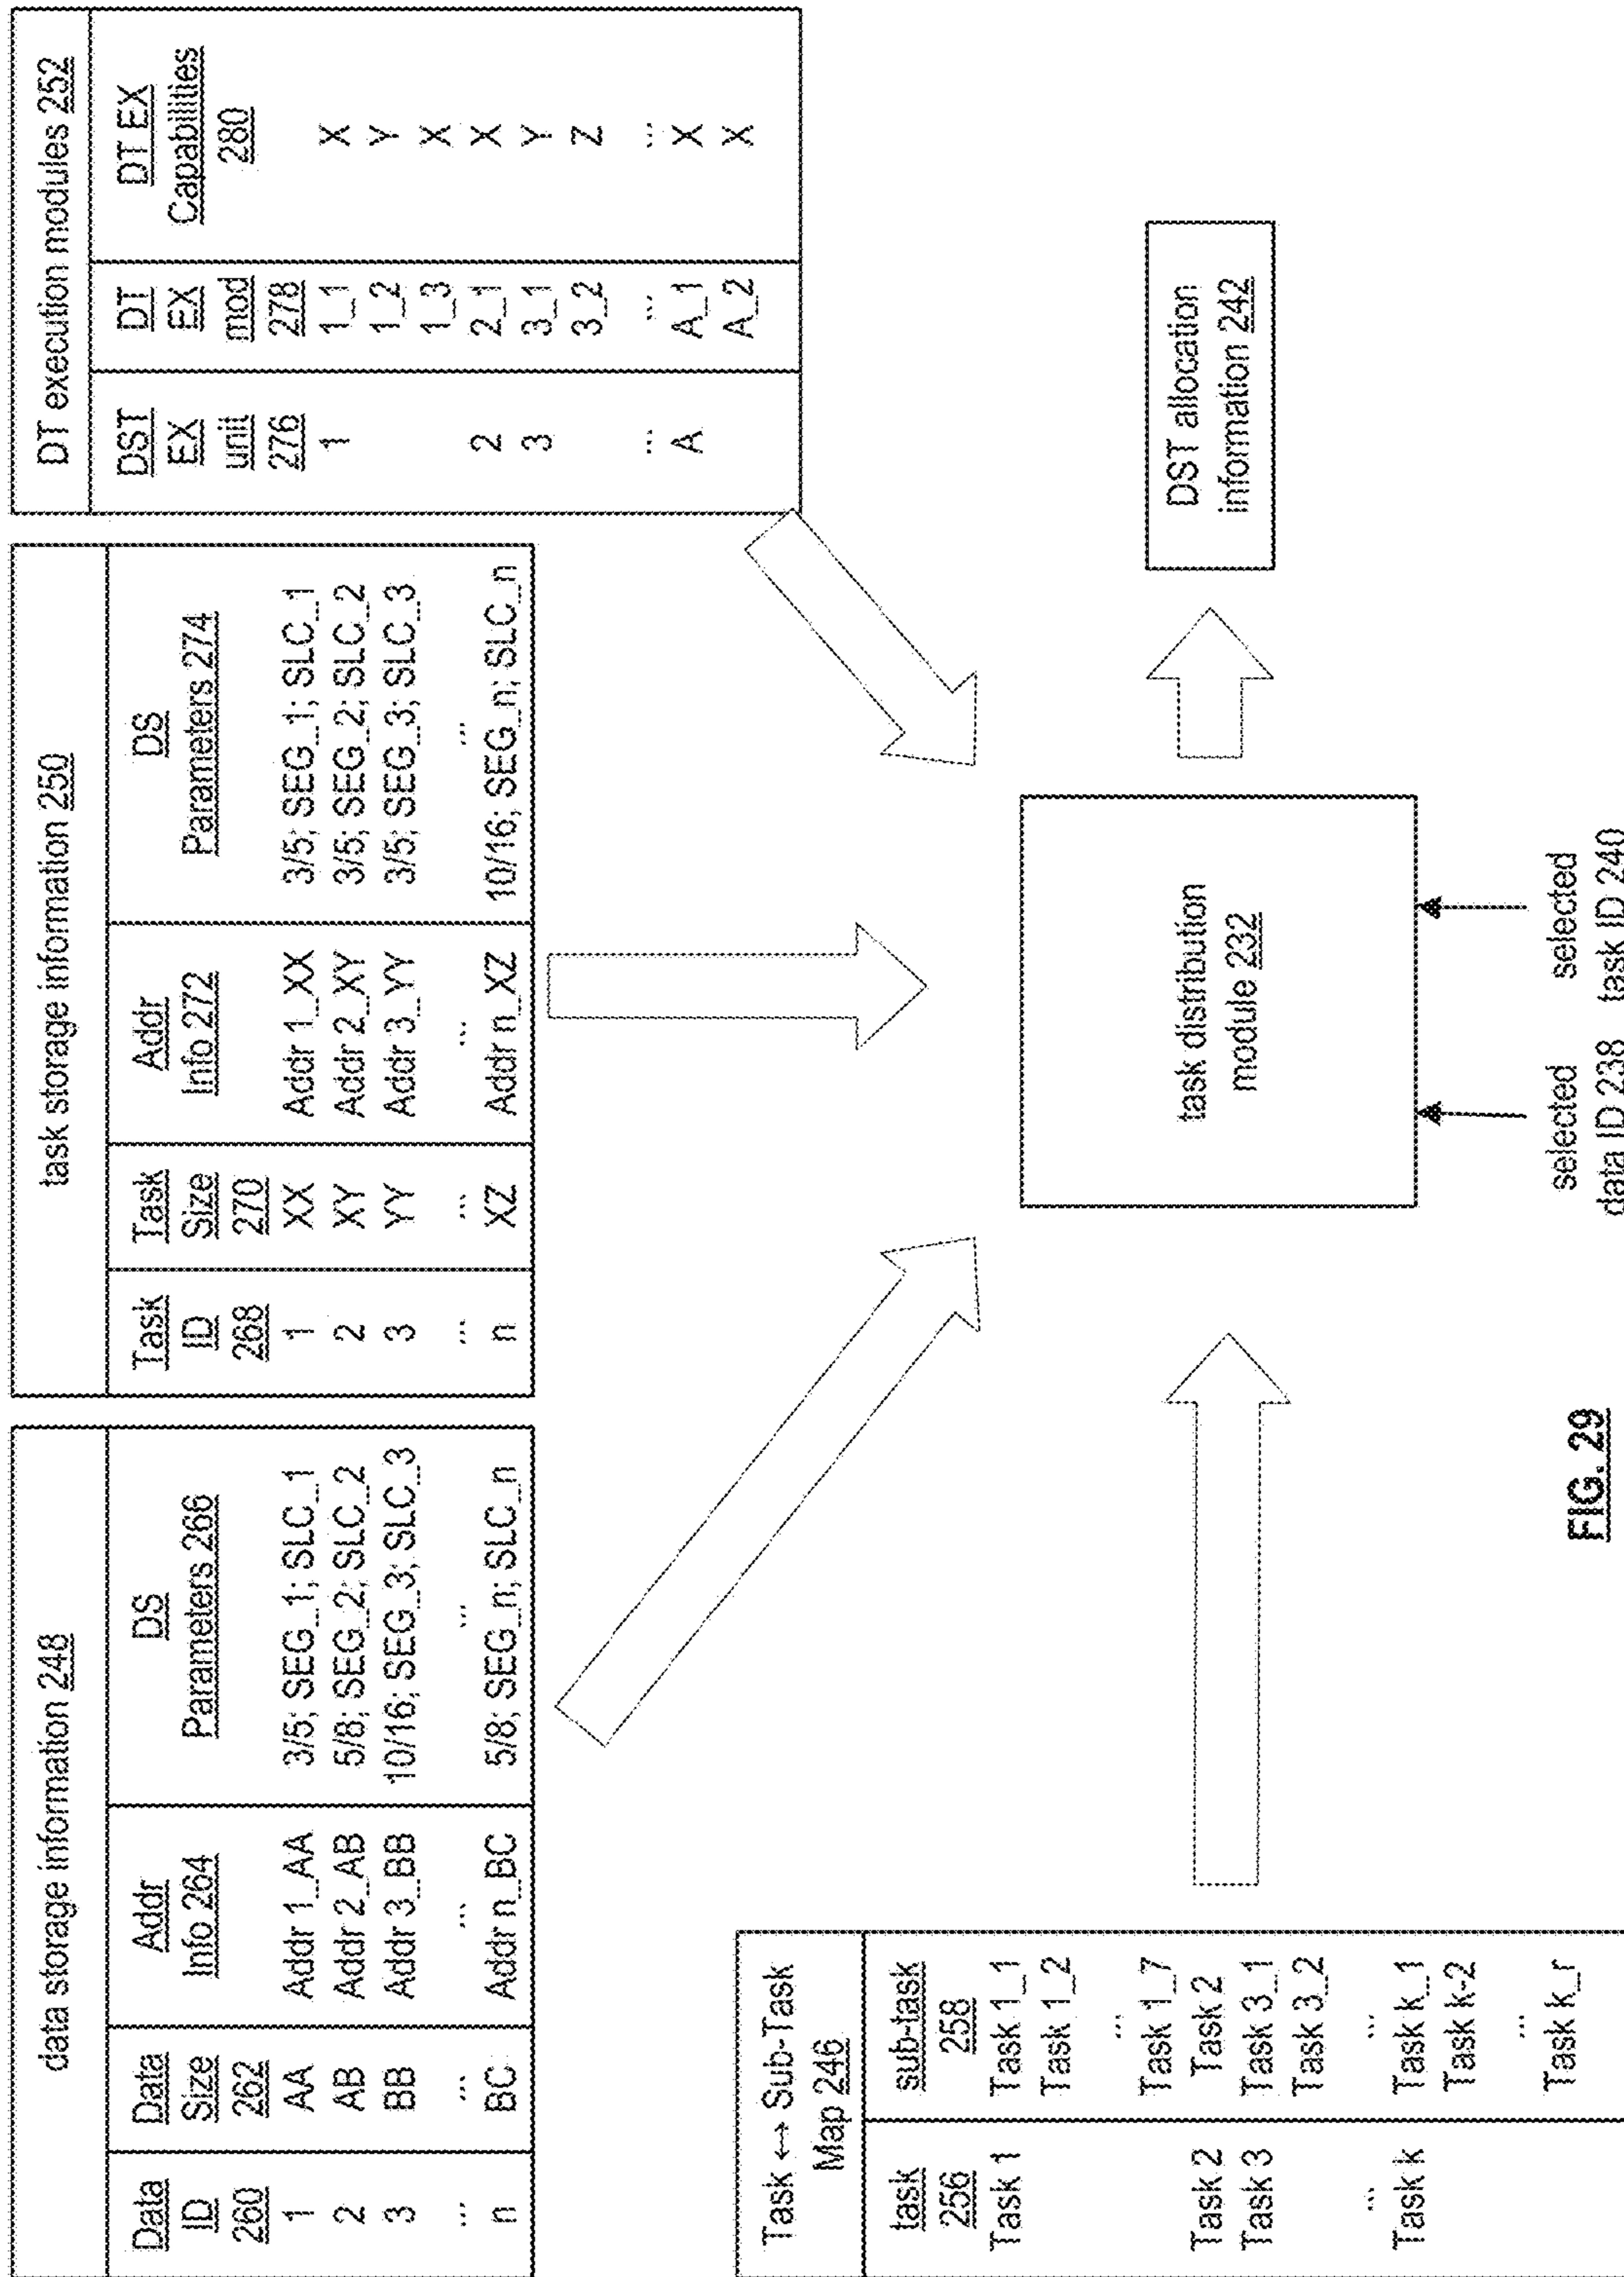 data storage information 248
Data ID 260
Data Size 262
Addr Info 264
DS Parameters 266
1 AA Addr 1_AA 3/5; SEG_1; SLC_1
2 AB Addr 2_AB 5/8; SEG_2; SLC_2
3 BB Addr 3_BB 10/16; SEG_3; SLC_3
... ... ... ...
n BC Addr n_BC 5/8; SEG_n; SLC_n
task storage information 250
Task ID 268
Task Size 270
Addr Info 272
DS Parameters 274
1 XX Addr 1_XX 3/5; SEG_1; SLC_1
2 XY Addr 2_XY 3/5; SEG_2; SLC_2
3 YY Addr 3_YY 3/5; SEG_3; SLC_3
... ... ... ...
n XZ Addr n_XZ 10/16; SEG_n; SLC_n
DT execution modules 252
DST EX unit 276
DT EX mod 278
DT EX Capabilities 280
1 1_1 X
1_2 Y
1_3 X
2 2_1 X
3 3_1 Y
3_2 Z
... ... ...
A A_1 X
A_2 X
Task ↔ Sub-Task
Map 246
task 256
sub-task 258
Task 1 Task 1_1
Task 1_2
...
Task 1_7
Task 2 Task 2
Task 3 Task 3_1
Task 3_2
... ...
Task k Task k_1
Task k-2
...
Task k_r
task distribution
module 232
DST allocation
information 242
selected
data ID 238
selected
task ID 240
FIG. 29